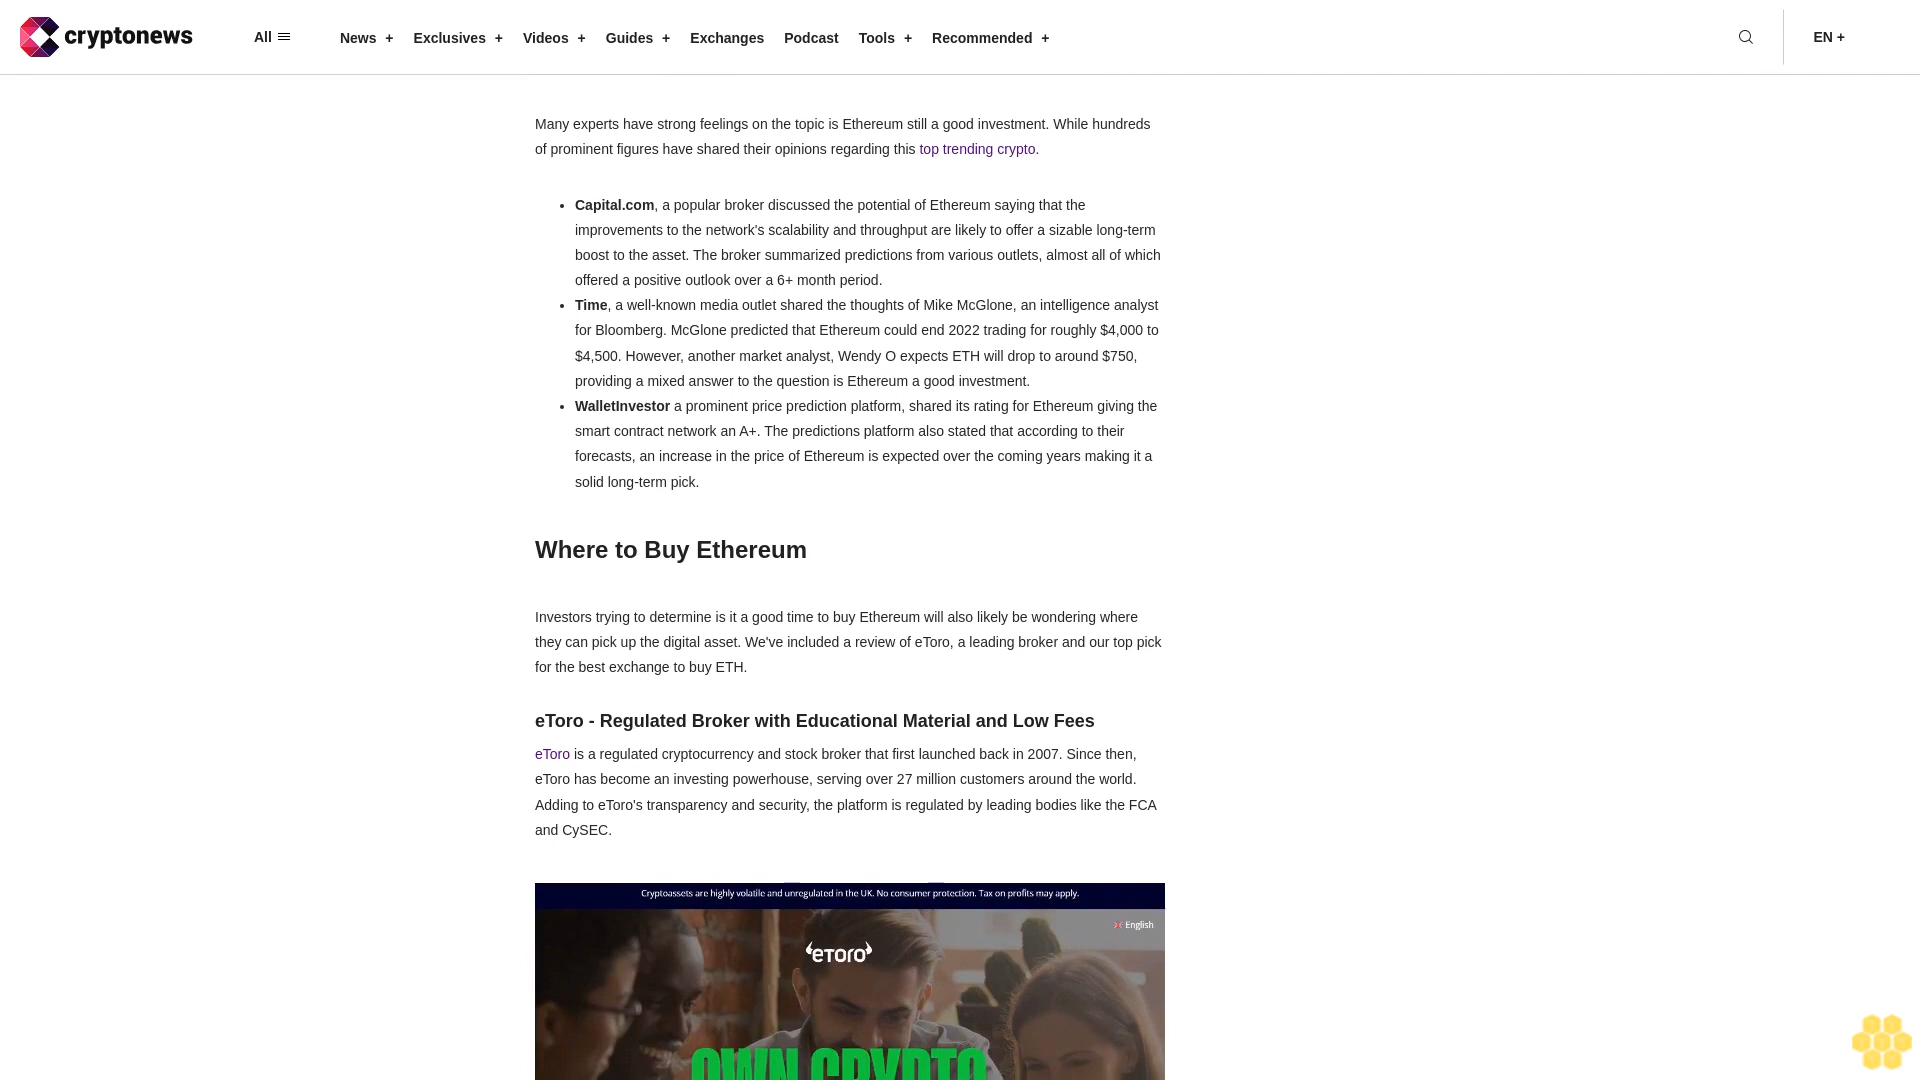 cryptonews
All
News + Exclusives + Videos + Guides + Exchanges Podcast Tools + Recommended +
EN +
Many experts have strong feelings on the topic is Ethereum still a good investment. While hundreds
of prominent figures have shared their opinions regarding this top trending crypto.
• Capital.com, a popular broker discussed the potential of Ethereum saying that the
improvements to the network's scalability and throughput are likely to offer a sizable long-term
boost to the asset. The broker summarized predictions from various outlets, almost all of which
offered a positive outlook over a 6+ month period.
• Time, a well-known media outlet shared the thoughts of Mike McGlone, an intelligence analyst
for Bloomberg. McGlone predicted that Ethereum could end 2022 trading for roughly $4,000 to
$4,500. However, another market analyst, Wendy O expects ETH will drop to around $750,
providing a mixed answer to the question is Ethereum a good investment.
• WalletInvestor a prominent price prediction platform, shared its rating for Ethereum giving the
smart contract network an A+. The predictions platform also stated that according to their
forecasts, an increase in the price of Ethereum is expected over the coming years making it a
solid long-term pick.
Where to Buy Ethereum
Investors trying to determine is it a good time to buy Ethereum will also likely be wondering where
they can pick up the digital asset. We've included a review of eToro, a leading broker and our top pick
for the best exchange to buy ETH.
eToro - Regulated Broker with Educational Material and Low Fees
eToro is a regulated cryptocurrency and stock broker that first launched back in 2007. Since then,
eToro has become an investing powerhouse, serving over 27 million customers around the world.
Adding to eToro's transparency and security, the platform is regulated by leading bodies like the FCA
and CySEC.
Cryptoassets are highly volatile and unregulated in the UK. No consumer protection. Tax on profits may apply.
English
eToro
OWN CRYPTO